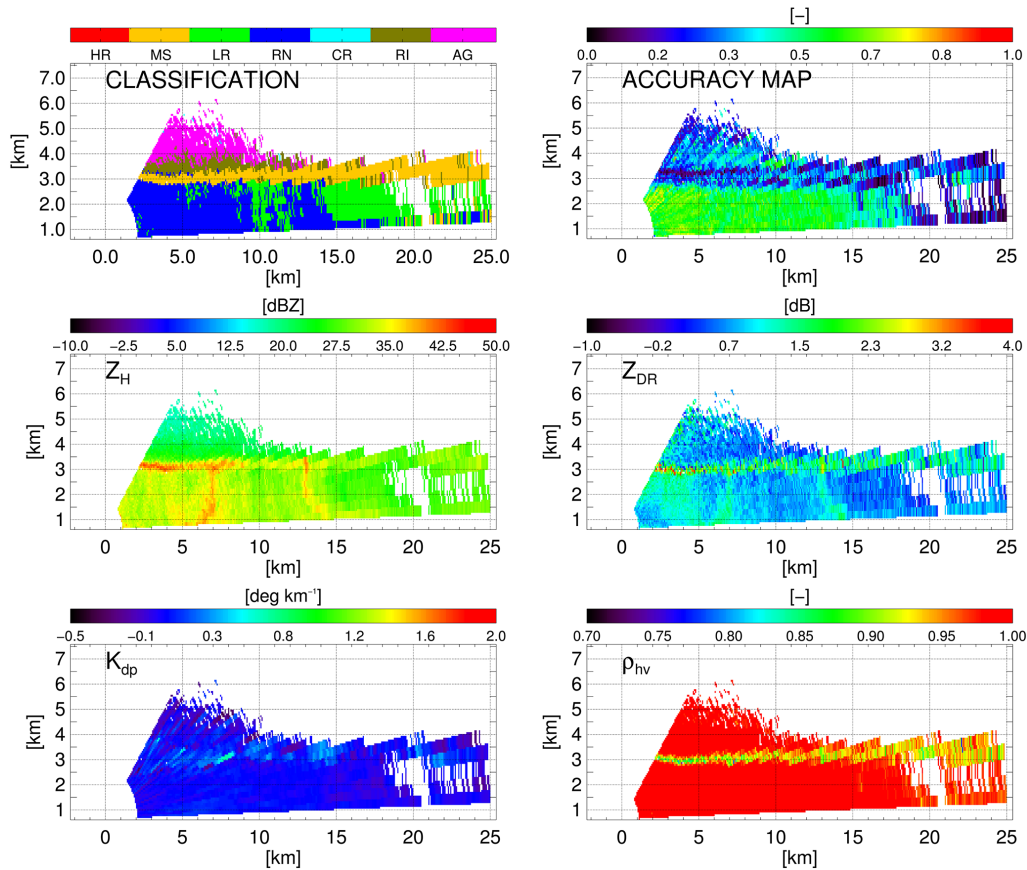 [–]
HR MS LR RN CR RI AG
0.0 0.2 0.3 0.5 0.7 0.8 1.0
CLASSIFICATION
ACCURACY MAP
7.0
6.0
5.0
4.0
3.0
2.0
1.0
[km]
0.0 5.0 10.0 15.0 20.0 25.0
[km]
7
6
5
4
3
2
1
[km]
0 5 10 15 20 25
[km]
[dBZ]
−10.0 −2.5 5.0 12.5 20.0 27.5 35.0 42.5 50.0
Z_H
7
6
5
4
3
2
1
[km]
0 5 10 15 20 25
[km]
[dB]
−1.0 −0.2 0.7 1.5 2.3 3.2 4.0
Z_DR
7
6
5
4
3
2
1
[km]
0 5 10 15 20 25
[km]
[deg km⁻¹]
−0.5 −0.1 0.3 0.8 1.2 1.6 2.0
K_dp
7
6
5
4
3
2
1
[km]
0 5 10 15 20 25
[km]
[–]
0.70 0.75 0.80 0.85 0.90 0.95 1.00
ρ_hv
7
6
5
4
3
2
1
[km]
0 5 10 15 20 25
[km]